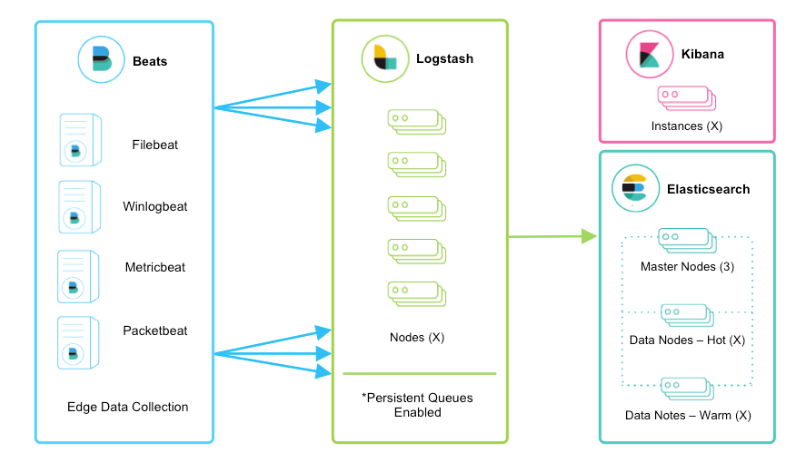 Beats
Filebeat
Winlogbeat
Metricbeat
Packetbeat
Edge Data Collection
Logstash
Nodes (X)
*Persistent Queues
Enabled
Kibana
Instances (X)
Elasticsearch
Master Nodes (3)
Data Nodes – Hot (X)
Data Notes – Warm (X)